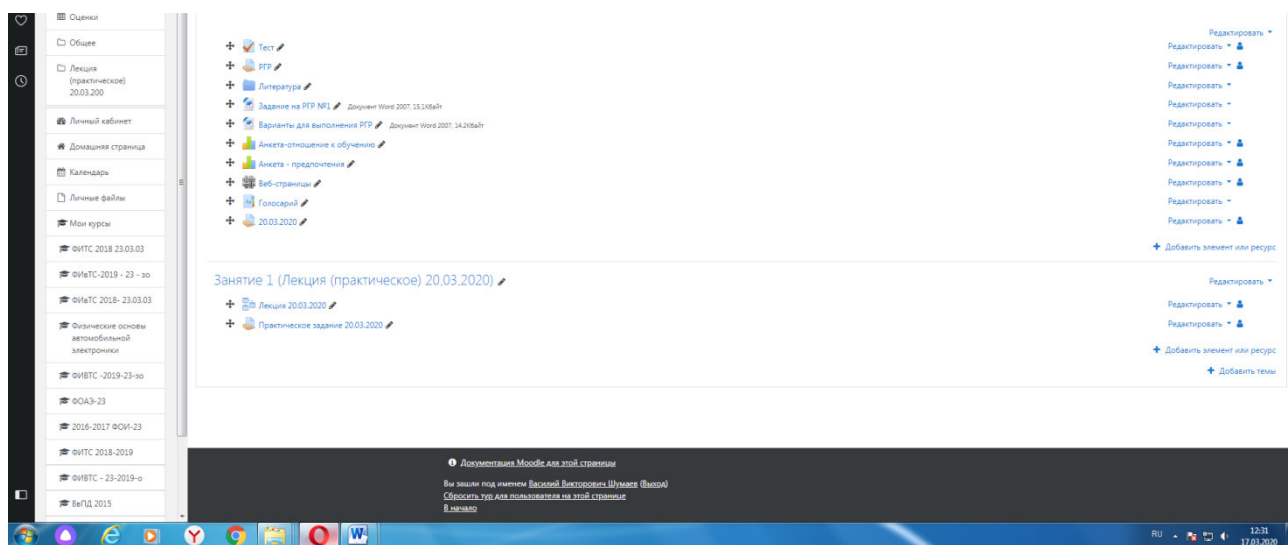 Оценки
Общее
Лекция
(практическое)
20.03.200
Личный кабинет
Домашняя страница
Календарь
Личные файлы
Мои курсы
ФИТС 2018 23.03.03
ФИвТС-2019 - 23 - зо
ФИвТС 2018- 23.03.03
Физические основы
автомобильной
электроники
ФИВТС -2019-23-зо
ФОАЭ-23
2016-2017 ФОИ-23
ФИТС 2018-2019
ФИВТС - 23-2019-о
ВвПД 2015
Редактировать
Тест Редактировать
РГР Редактировать
Литература Редактировать
Задание на РГР №1 Документ Word 2007, 15.1Кбайт Редактировать
Варианты для выполнения РГР Документ Word 2007, 14.2Кбайт Редактировать
Анкета-отношение к обучению Редактировать
Анкета - предпочтения Редактировать
Веб-страницы Редактировать
Голосарий Редактировать
20.03.2020 Редактировать
Добавить элемент или ресурс
Занятие 1 (Лекция (практическое) 20.03.2020) Редактировать
Лекция 20.03.2020 Редактировать
Практическое задание 20.03.2020 Редактировать
Добавить элемент или ресурс
Добавить темы
Документация Moodle для этой страницы
Вы зашли под именем Василий Викторович Шумаев (Выход)
Сбросить тур для пользователя на этой странице
В начало
RU 12:31
17.03.2020